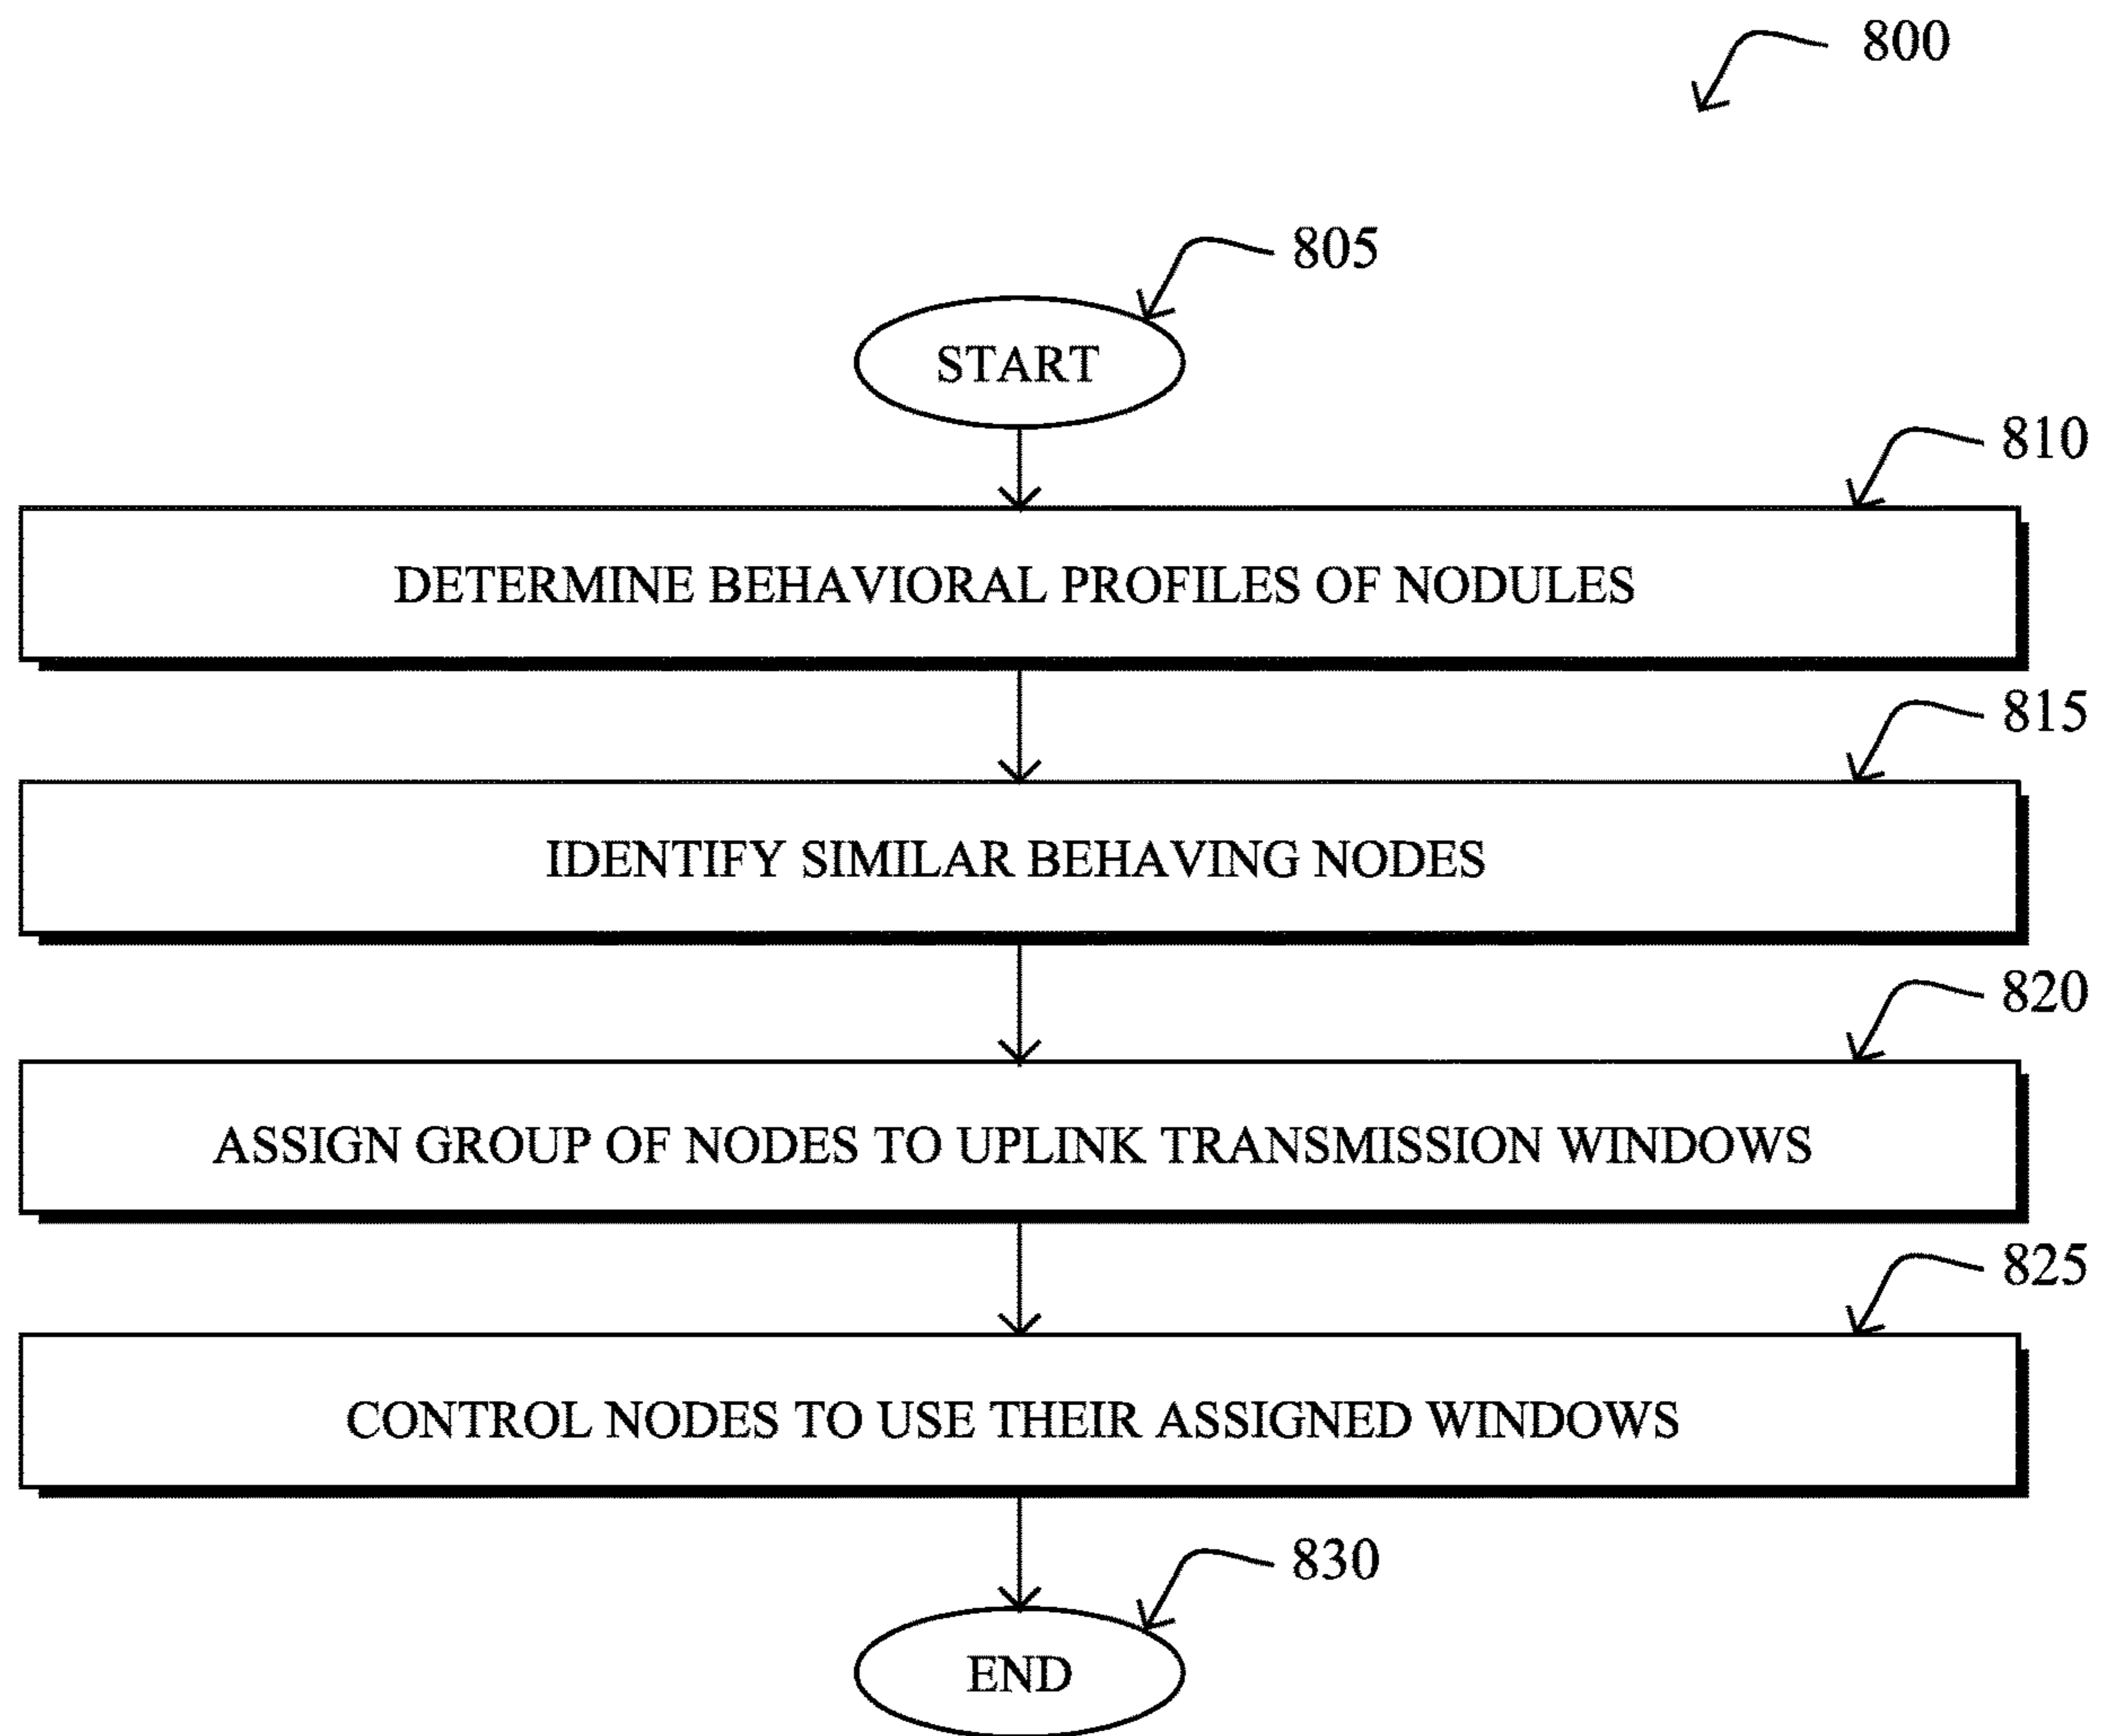 800
805
START
810
DETERMINE BEHAVIORAL PROFILES OF NODULES
815
IDENTIFY SIMILAR BEHAVING NODES
820
ASSIGN GROUP OF NODES TO UPLINK TRANSMISSION WINDOWS
825
CONTROL NODES TO USE THEIR ASSIGNED WINDOWS
830
END